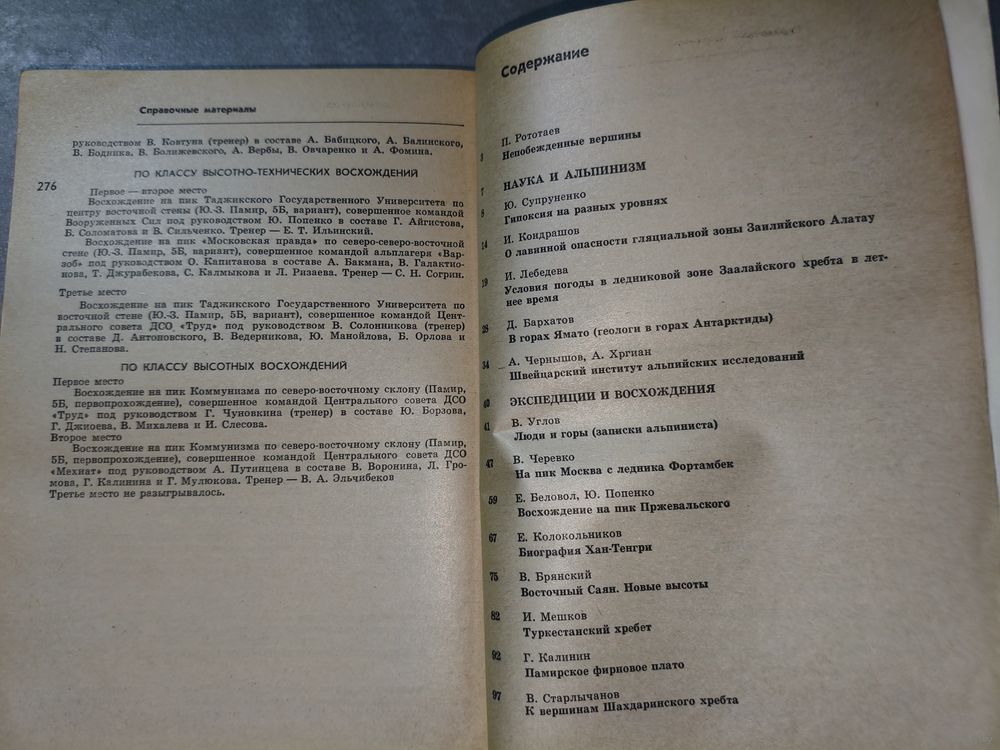 Справочные материалы
руководством В. Ковтуна (тренер) в составе А. Бабицкого, А. Балинского,
В. Бодника, В. Болижевского, А. Вербы, В. Овчаренко и А. Фомина.
276
ПО КЛАССУ ВЫСОТНО-ТЕХНИЧЕСКИХ ВОСХОЖДЕНИЙ
Первое — второе место
Восхождение на пик Таджикского Государственного Университета по
центру восточной стены (Ю.-З. Памир, 5Б, вариант), совершенное командой
Вооруженных Сил под руководством Ю. Попенко в составе Г. Айгистова,
Б. Соломатова и В. Сильченко. Тренер — Е. Т. Ильинский.
Восхождение на пик «Московская правда» по северо-северо-восточной
стене (Ю.-З. Памир, 5Б, вариант), совершенное командой альплагеря «Вар-
зоб» под руководством О. Капитанова в составе А. Бакмана, В. Галактио-
нова, Т. Джурабекова, С. Калмыкова и Л. Ризаева. Тренер — С. Н. Согрин.
Третье место
Восхождение на пик Таджикского Государственного Университета по
восточной стене (Ю.-З. Памир, 5Б, вариант), совершенное командой Цент-
рального совета ДСО «Труд» под руководством В. Солонникова (тренер)
в составе Д. Антоновского, В. Ведерникова, Ю. Манойлова, Б. Орлова и
Н. Степанова.
ПО КЛАССУ ВЫСОТНЫХ ВОСХОЖДЕНИЙ
Первое место
Восхождение на пик Коммунизма по северо-восточному склону (Памир,
5Б, первопрохождение), совершенное командой Центрального совета ДСО
«Труд» под руководством Г. Чуновкина (тренер) в составе Ю. Борзова,
Г. Джиоева, В. Михалева и И. Слесова.
Второе место
Восхождение на пик Коммунизма по северо-восточному склону (Памир,
5Б, первопрохождение), совершенное командой Центрального совета ДСО
«Мехнат» под руководством А. Путинцева в составе В. Воронина, Л. Гро-
мова, Г. Калинина и Г. Мулюкова. Тренер — В. А. Эльчибеков
Третье место не разыгрывалось.
Содержание
П. Рототаев
3 Непобежденные вершины
7 НАУКА И АЛЬПИНИЗМ
Ю. Супруненко
8 Гипоксия на разных уровнях
14 И. Кондрашов
О лавинной опасности гляциальной зоны Заилийского Алатау
19 И. Лебедева
Условия погоды в ледниковой зоне Заалайского хребта в лет-
нее время
28 Д. Бархатов
В горах Ямато (геологи в горах Антарктиды)
34 А. Чернышов, А. Хргиан
Швейцарский институт альпийских исследований
40 ЭКСПЕДИЦИИ И ВОСХОЖДЕНИЯ
41 В. Углов
Люди и горы (записки альпиниста)
47 В. Черевко
На пик Москва с ледника Фортамбек
59 Е. Беловол, Ю. Попенко
Восхождение на пик Пржевальского
67 Е. Колокольников
Биография Хан-Тенгри
75 В. Брянский
Восточный Саян. Новые высоты
82 И. Мешков
Туркестанский хребет
92 Г. Калинин
Памирское фирновое плато
97 В. Старлычанов
К вершинам Шахдаринского хребта